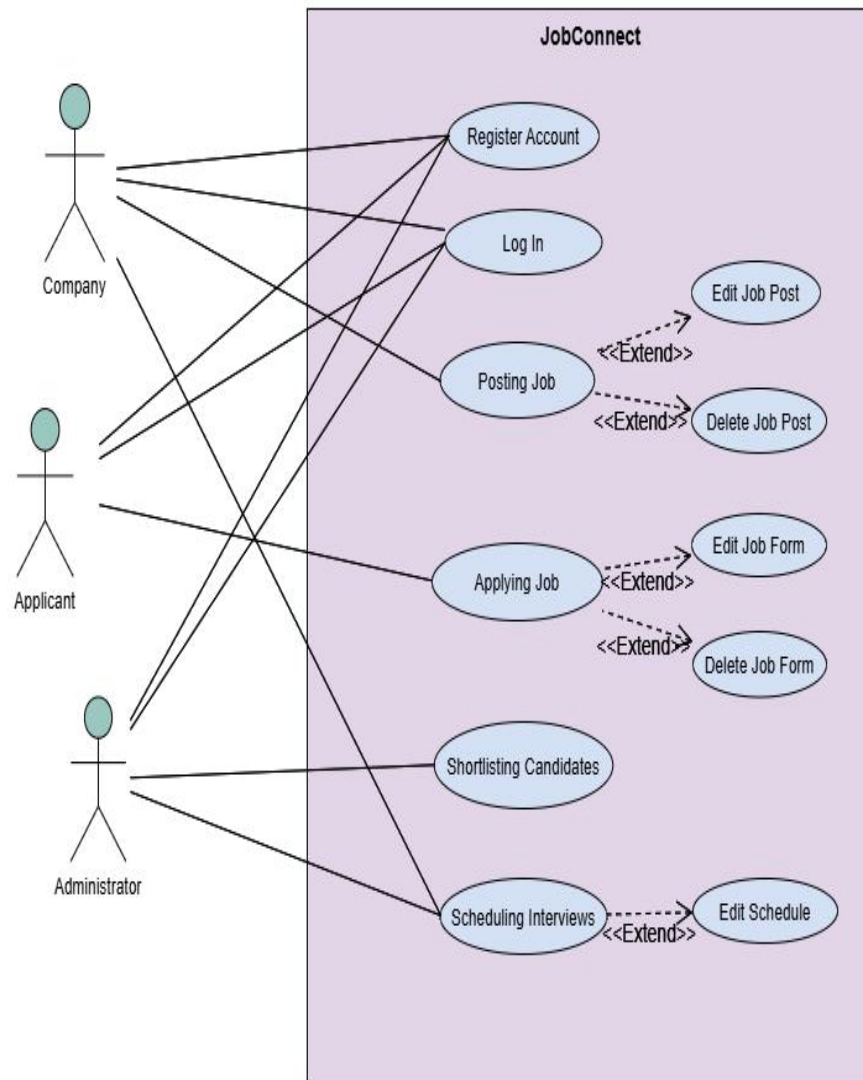 JobConnect
Register Account
Log In
Company
Edit Job Post
<<Extend>>
Posting Job
<<Extend>>
Delete Job Post
Applicant
Edit Job Form
<<Extend>>
Applying Job
<<Extend>>
Delete Job Form
Shortlisting Candidates
Administrator
Scheduling Interviews
<<Extend>>
Edit Schedule